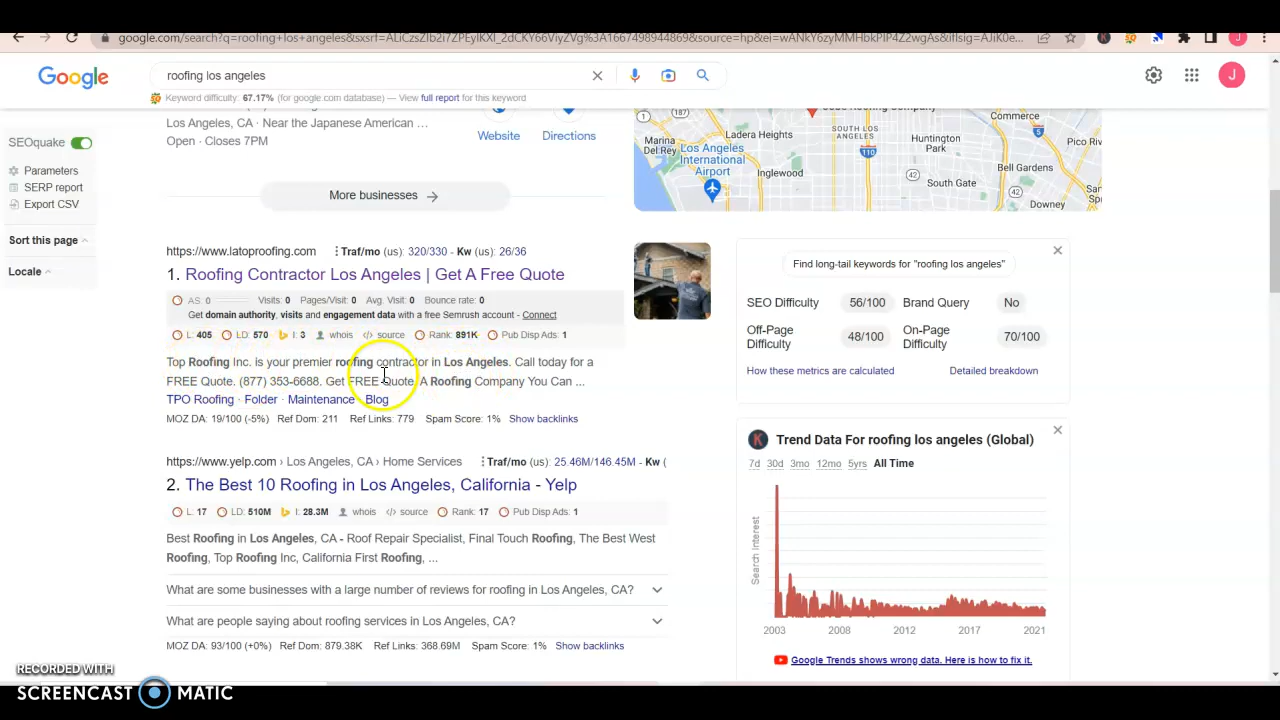 google.com/search?q=roofing+los+angeles&sxsrf=
Google
roofing los angeles
J
Keyword difficulty: 67.17% (for google.com database) — View full report for this keyword
SEOquake
Parameters
SERP report
Export CSV
Sort this page
Locale
Los Angeles, CA · Near the Japanese American ...
Open · Closes 7PM
Website
Directions
More businesses →
187
Marina
Del Rey
Ladera Heights
Los Angeles
International
Airport
Inglewood
SOUTH LOS
ANGELES
110
Huntington
Park
42
South Gate
Commerce
5
Pico Riv
Bell Gardens
42
Downey
https://www.latoproofing.com
Traf/mo (us): 320/330 - Kw (us): 26/36
1. Roofing Contractor Los Angeles | Get A Free Quote
AS 0 Visits: 0 Pages/Visit: 0 Avg. Visit: 0 Bounce rate: 0
Get domain authority, visits and engagement data with a free Semrush account - Connect
L: 405 LD: 570 I: 3 whois </> source Rank: 891K Pub Disp Ads: 1
Top Roofing Inc. is your premier roofing contractor in Los Angeles. Call today for a
FREE Quote. (877) 353-6688. Get FREE Quote. A Roofing Company You Can ...
TPO Roofing · Folder · Maintenance · Blog
MOZ DA: 19/100 (-5%) Ref Dom: 211 Ref Links: 779 Spam Score: 1% Show backlinks
https://www.yelp.com › Los Angeles, CA › Home Services
Traf/mo (us): 25.46M/146.45M - Kw (
2. The Best 10 Roofing in Los Angeles, California - Yelp
L: 17 LD: 510M I: 28.3M whois </> source Rank: 17 Pub Disp Ads: 1
Best Roofing in Los Angeles, CA - Roof Repair Specialist, Final Touch Roofing, The Best West
Roofing, Top Roofing Inc, California First Roofing, ...
What are some businesses with a large number of reviews for roofing in Los Angeles, CA?
What are people saying about roofing services in Los Angeles, CA?
MOZ DA: 93/100 (+0%) Ref Dom: 879.38K Ref Links: 368.69M Spam Score: 1% Show backlinks
Find long-tail keywords for "roofing los angeles"
SEO Difficulty 56/100 Brand Query No
Off-Page
Difficulty
48/100
On-Page
Difficulty
70/100
How these metrics are calculated Detailed breakdown
Trend Data For roofing los angeles (Global)
7d 30d 3mo 12mo 5yrs All Time
Search interest
2003 2008 2012 2017 2021
Google Trends shows wrong data. Here is how to fix it.
RECORDED WITH
SCREENCAST MATIC